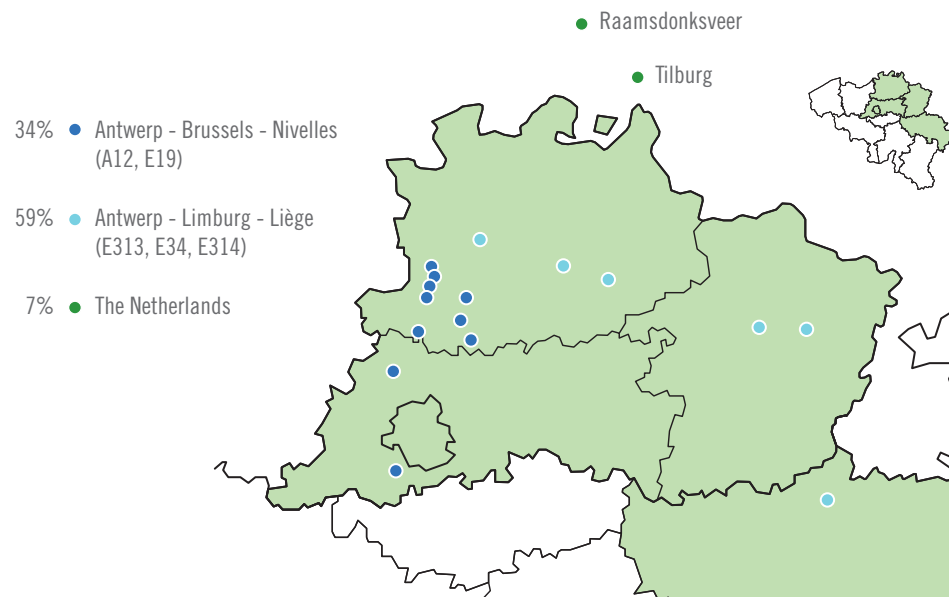 Raamsdonksveer
Tilburg
34% Antwerp - Brussels - Nivelles
(A12, E19)
59% Antwerp - Limburg - Liège
(E313, E34, E314)
7% The Netherlands